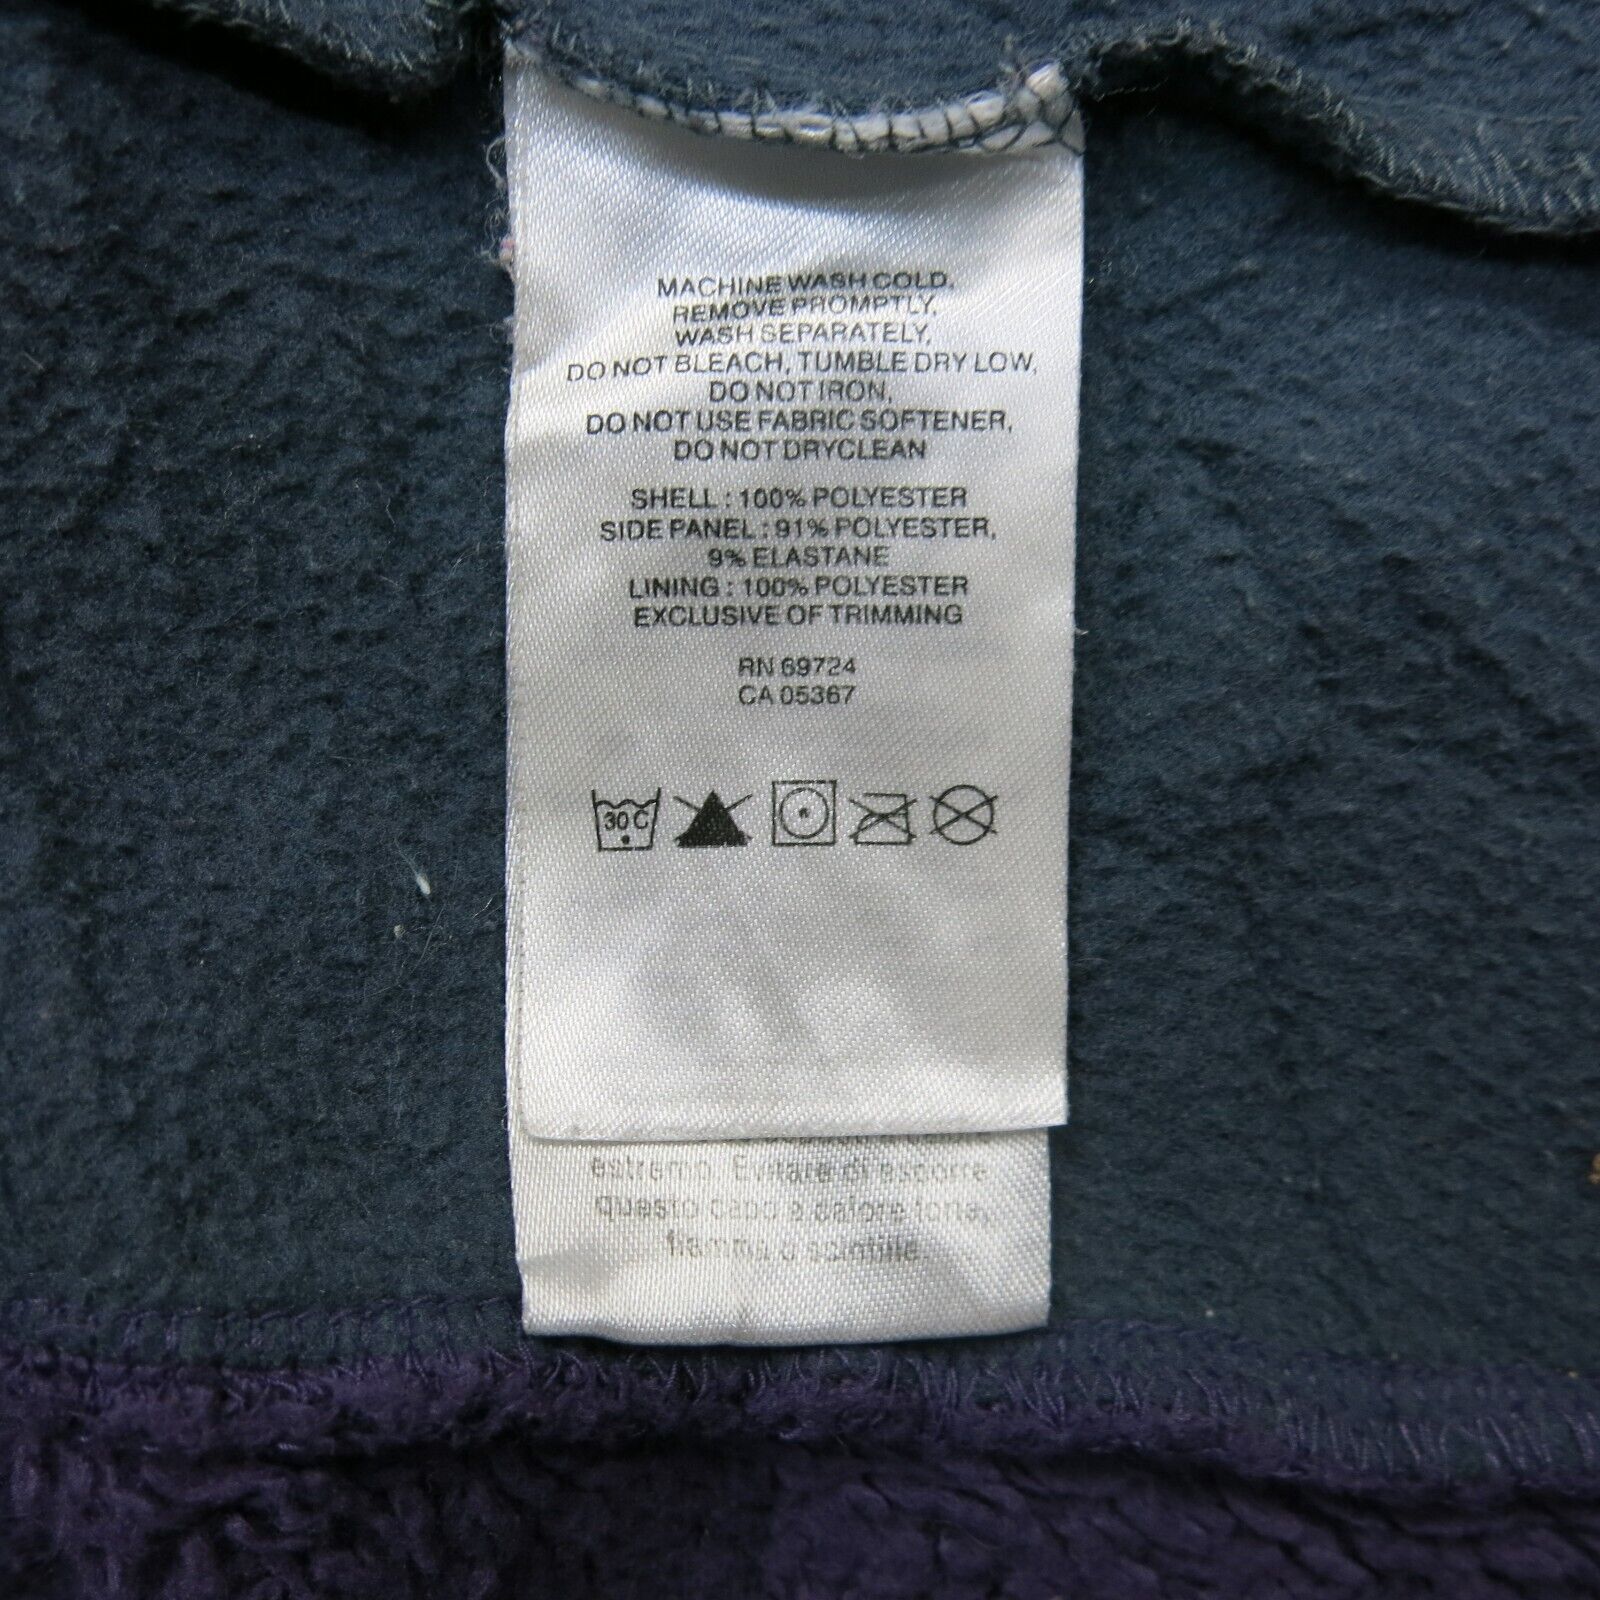 MACHINE WASH COLD,
REMOVE PROMPTLY,
WASH SEPARATELY,
DO NOT BLEACH, TUMBLE DRY LOW,
DO NOT IRON,
DO NOT USE FABRIC SOFTENER,
DO NOT DRYCLEAN
SHELL : 100% POLYESTER
SIDE PANEL : 91% POLYESTER,
9% ELASTANE
LINING : 100% POLYESTER
EXCLUSIVE OF TRIMMING
RN 69724
CA 05367
30 C
estremo. Evitare di esporre
questo capo a calore forte,
fiamma o scintille.